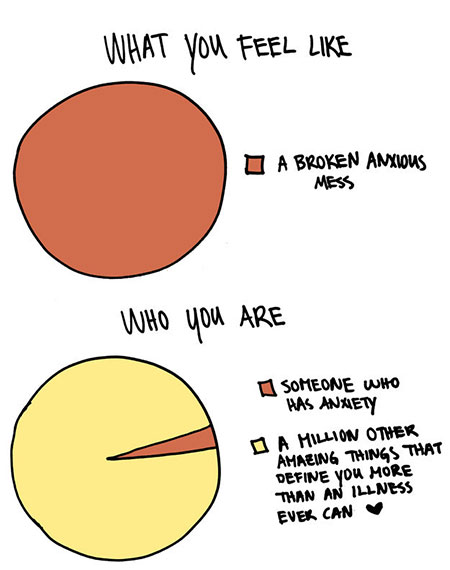 WHAT YOU FEEL LIKE
A BROKEN ANXIOUS
MESS
WHO YOU ARE
SOMEONE WHO
HAS ANXIETY
A MILLION OTHER
AMAZING THINGS THAT
DEFINE YOU MORE
THAN AN ILLNESS
EVER CAN ♥